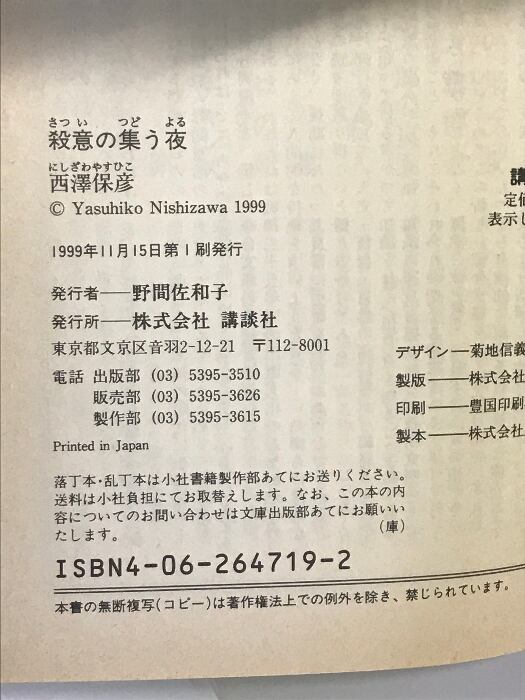 さつい つど よる
殺意の集う夜
にしざわやすひこ
西澤保彦
© Yasuhiko Nishizawa 1999
1999年11月15日第1刷発行
発行者――野間佐和子
発行所――株式会社 講談社
東京都文京区音羽2-12-21 〒112-8001
電話 出版部 (03) 5395-3510
販売部 (03) 5395-3626
製作部 (03) 5395-3615
Printed in Japan
講
定価
表示し
デザイン―菊地信義
製版――株式会社
印刷――豊国印刷
製本――株式会社
落丁本・乱丁本は小社書籍製作部あてにお送りください。
送料は小社負担にてお取替えします。なお、この本の内
容についてのお問い合わせは文庫出版部あてにお願いい
たします。 (庫)
ISBN4-06-264719-2
本書の無断複写(コピー)は著作権法上での例外を除き、禁じられています。